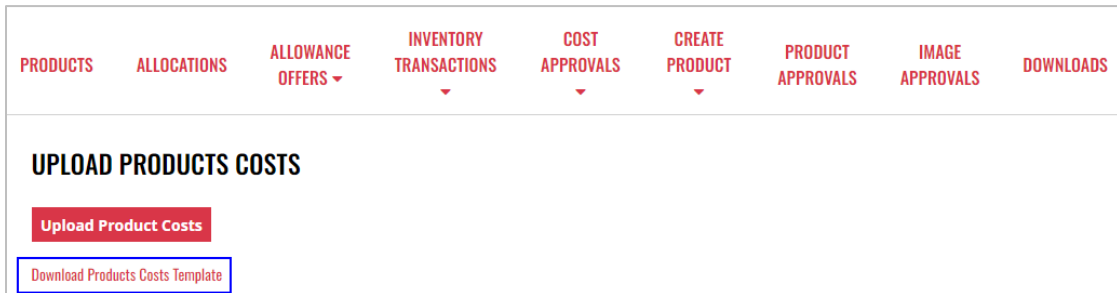 PRODUCTS
ALLOCATIONS
ALLOWANCE
OFFERS
INVENTORY
TRANSACTIONS
COST
APPROVALS
CREATE
PRODUCT
PRODUCT
APPROVALS
IMAGE
APPROVALS
DOWNLOADS
UPLOAD PRODUCTS COSTS
Upload Product Costs
Download Products Costs Template